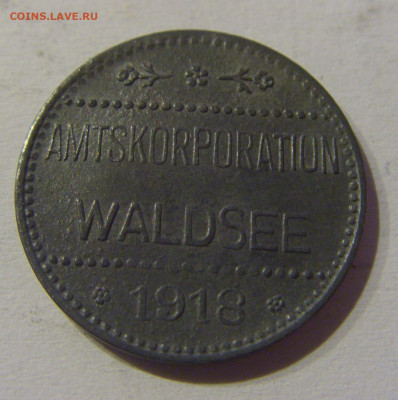 COINS.LAVE.RU
AMTSKORPORATION
WALDSEE
1918